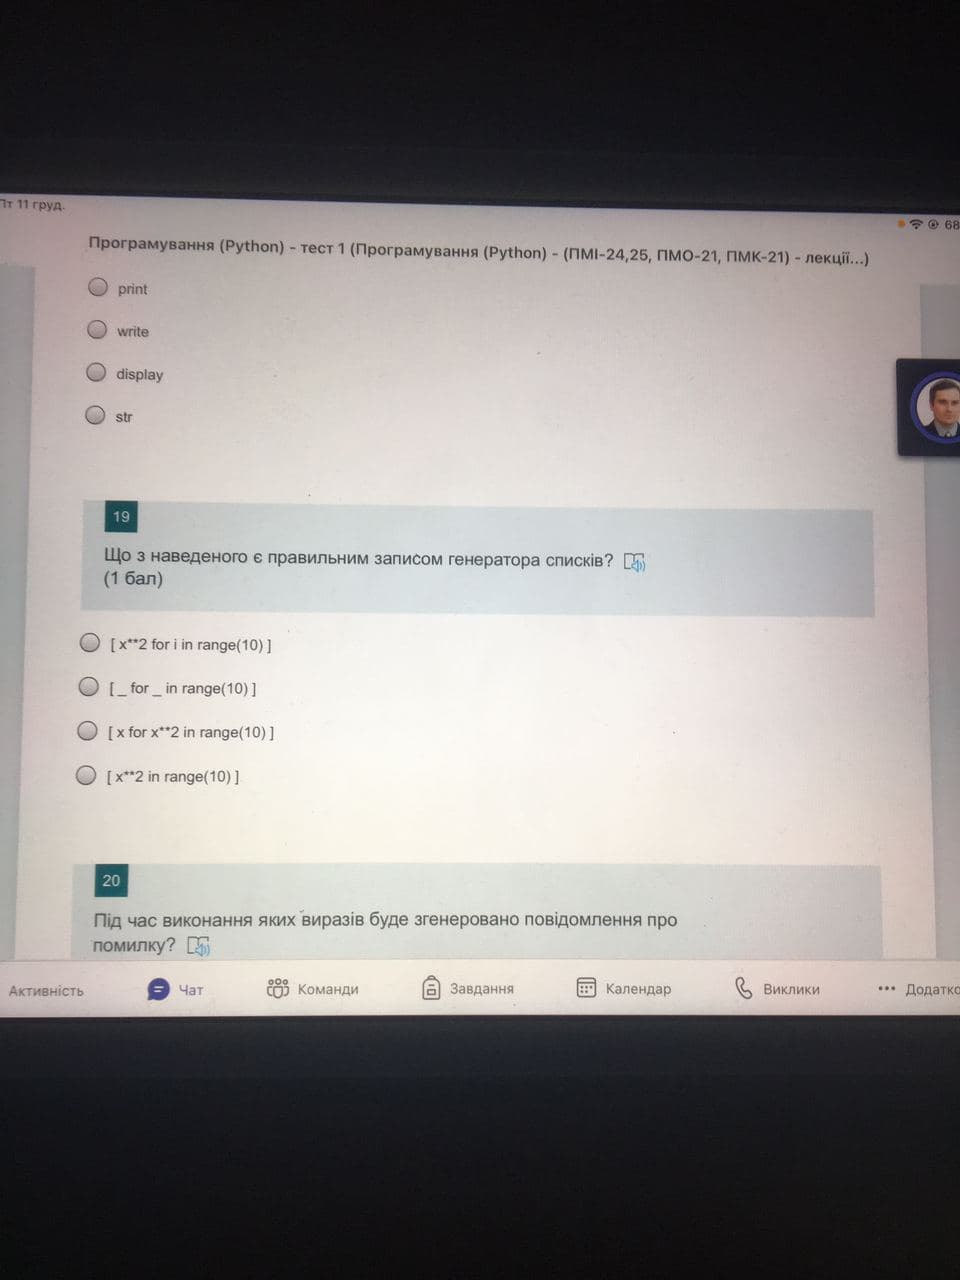 Пт 11 груд.
68
Програмування (Python) - тест 1 (Програмування (Python) - (ПМІ-24,25, ПМО-21, ПМК-21) - лекції...)
print
write
display
str
19
Що з наведеного є правильним записом генератора списків?
(1 бал)
[ x**2 for i in range(10) ]
[ _ for _ in range(10) ]
[ x for x**2 in range(10) ]
[ x**2 in range(10) ]
20
Під час виконання яких виразів буде згенеровано повідомлення про
помилку?
Активність
Чат
Команди
Завдання
Календар
Виклики
Додатко